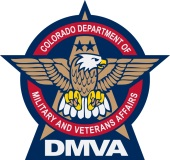 COLORADO DEPARTMENT OF
MILITARY AND VETERANS AFFAIRS
DMVA